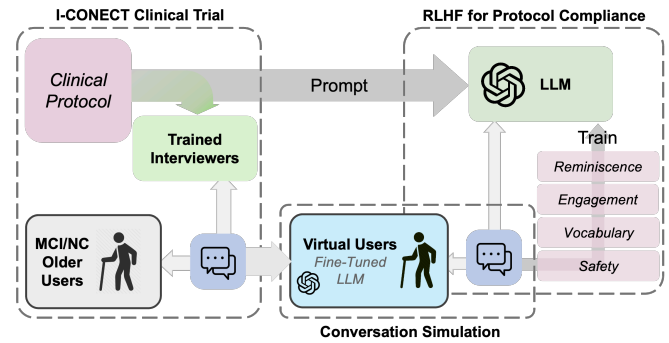 I-CONECT Clinical Trial
RLHF for Protocol Compliance
Clinical
Protocol
Prompt
LLM
Trained
Interviewers
Train
Reminiscence
Engagement
Vocabulary
Safety
MCI/NC
Older
Users
Virtual Users
Fine-Tuned
LLM
Conversation Simulation